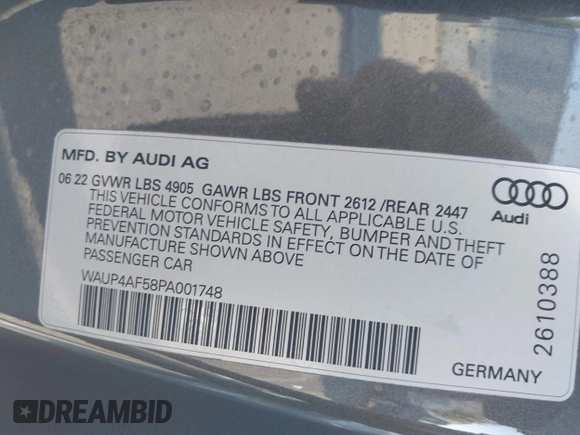 MFD. BY AUDI AG
06 22 GVWR LBS 4905 GAWR LBS FRONT 2612 /REAR 2447
THIS VEHICLE CONFORMS TO ALL APPLICABLE U.S.
FEDERAL MOTOR VEHICLE SAFETY, BUMPER AND THEFT
PREVENTION STANDARDS IN EFFECT ON THE DATE OF
MANUFACTURE SHOWN ABOVE
PASSENGER CAR
WAUP4AF58PA001748
Audi
2610388
GERMANY
DREAMBID